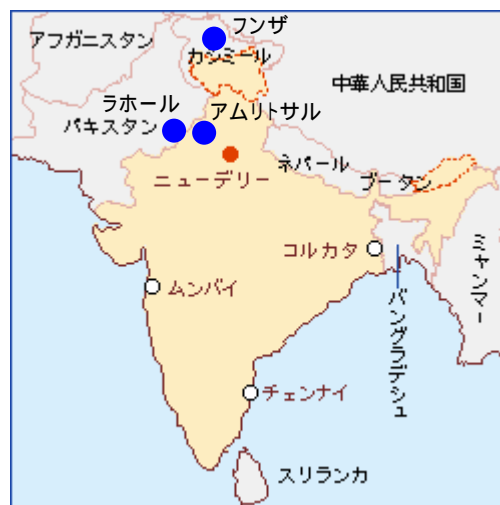 フンザ
アフガニスタン
カシミール
中華人民共和国
ラホール
アムリトサル
パキスタン
ネパール
ブータン
ニューデリー
コルカタ
ミャンマー
ムンバイ
バングラデシュ
チェンナイ
スリランカ